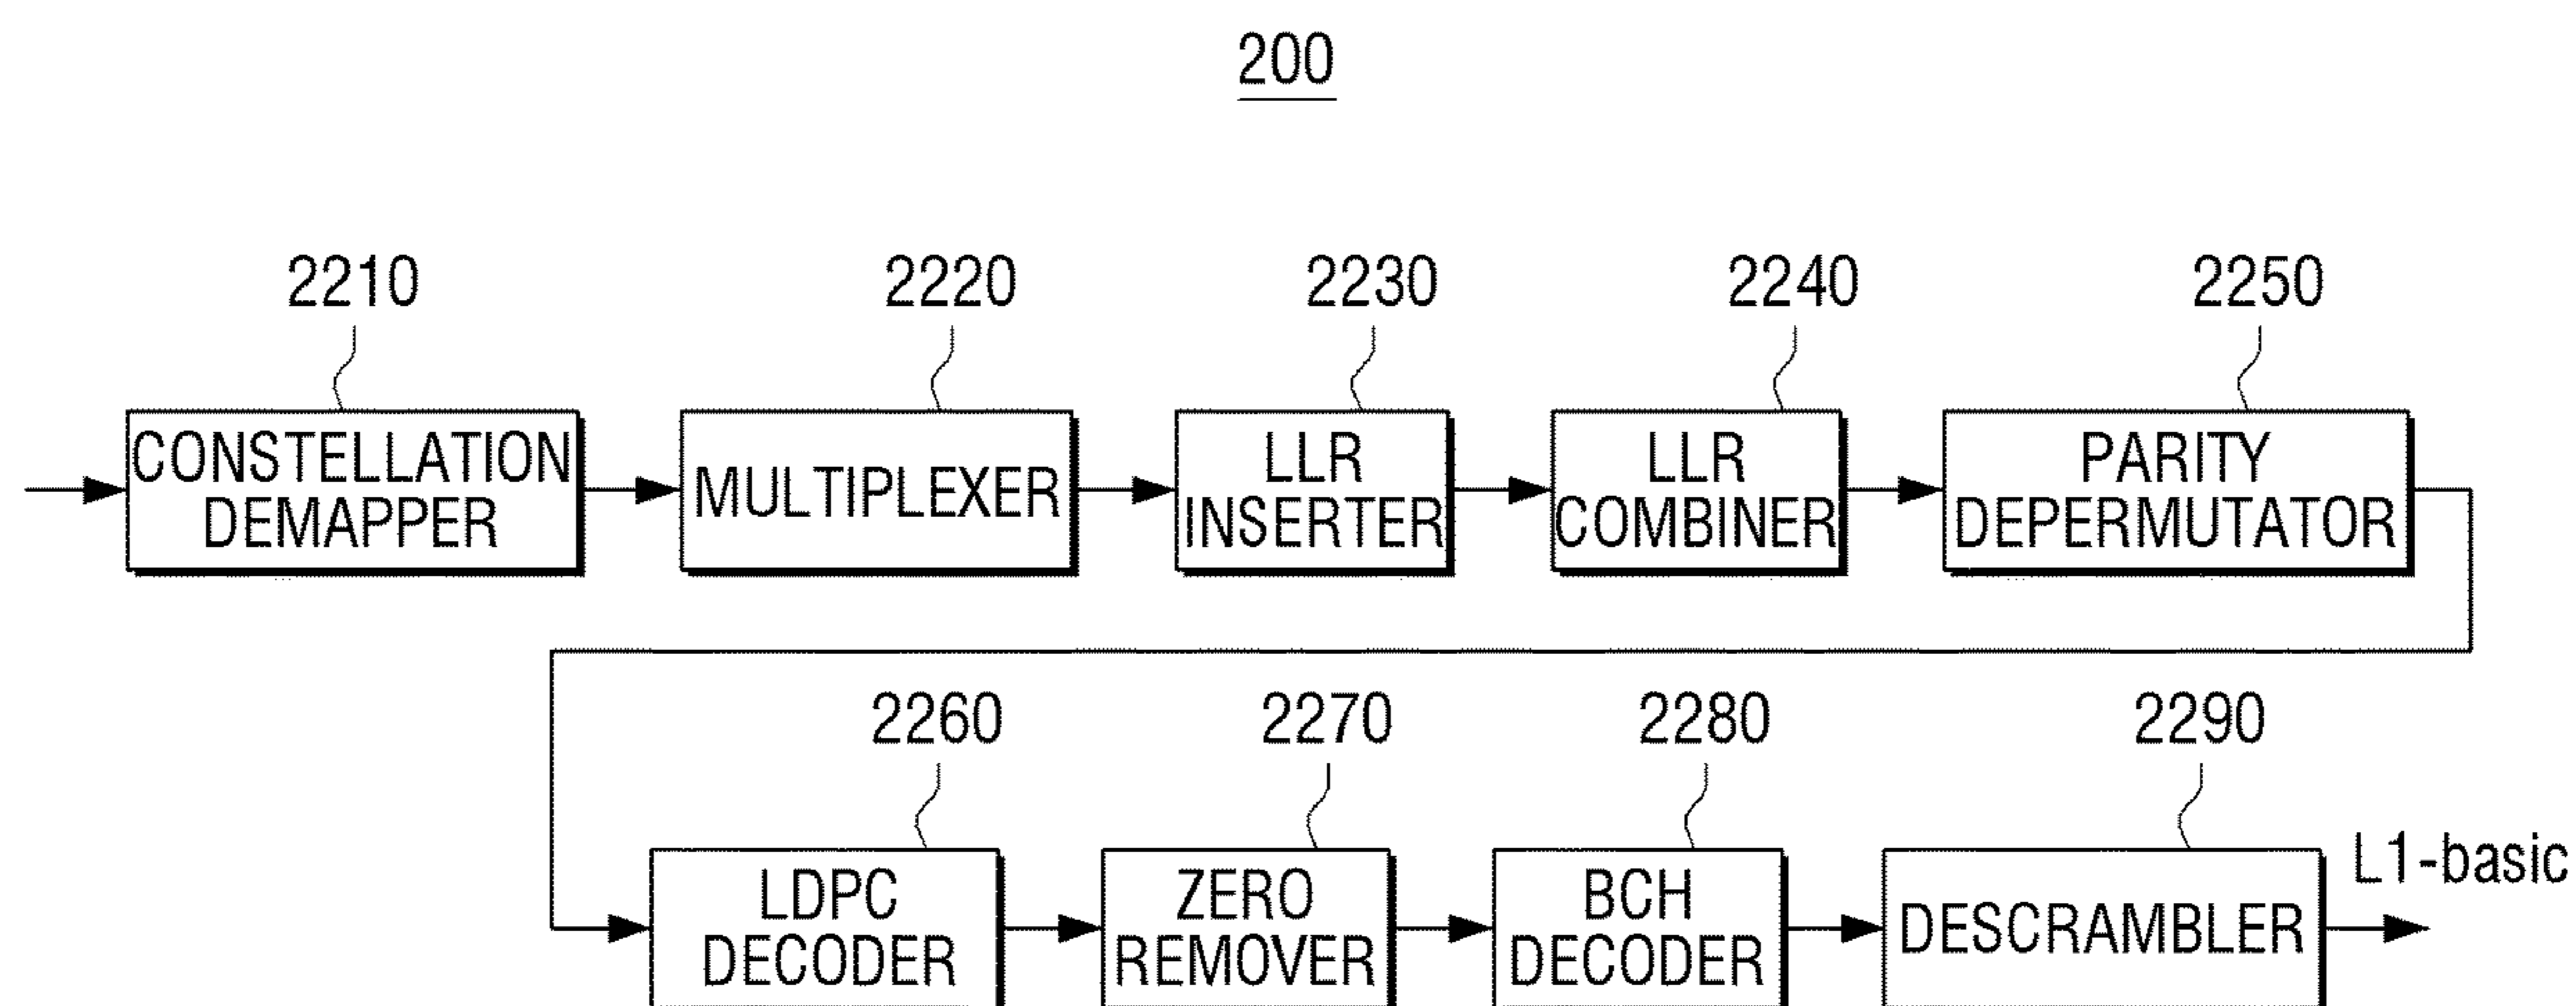 200
2210
2220
2230
2240
2250
CONSTELLATION
DEMAPPER
MULTIPLEXER
LLR
INSERTER
LLR
COMBINER
PARITY
DEPERMUTATOR
2260
2270
2280
2290
LDPC
DECODER
ZERO
REMOVER
BCH
DECODER
DESCRAMBLER
L1-basic